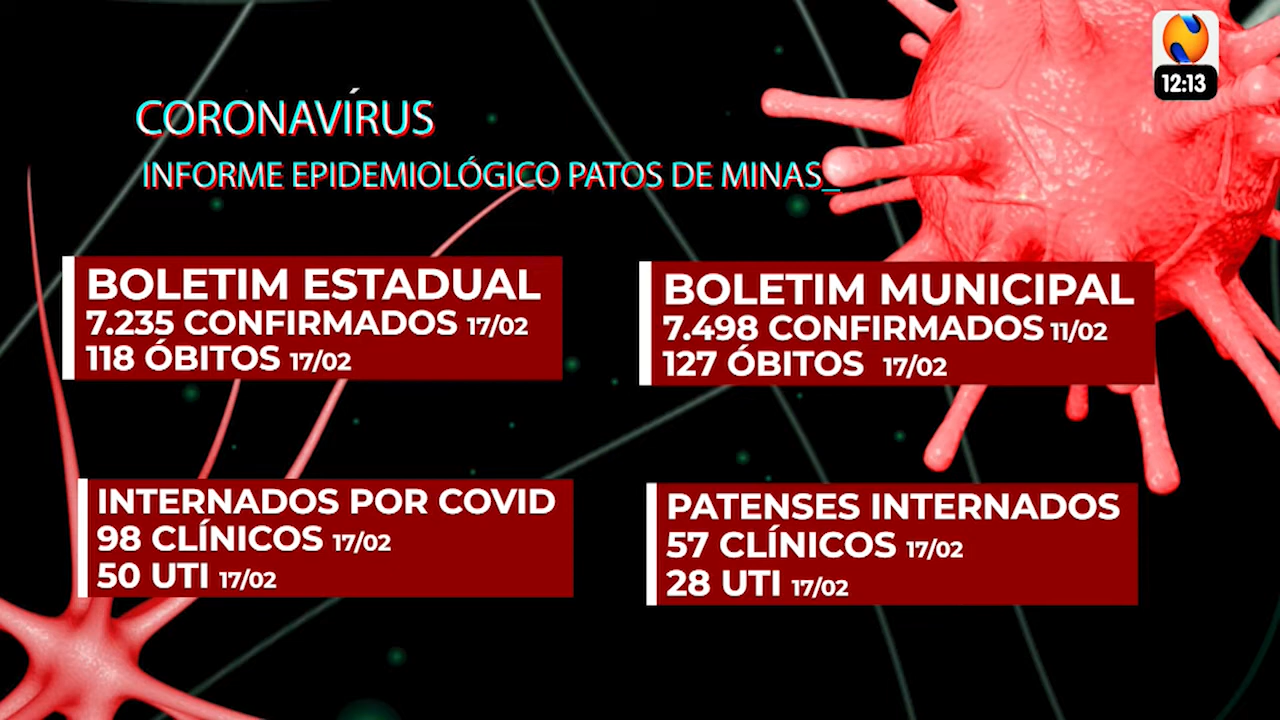 12:13
CORONAVÍRUS
INFORME EPIDEMIOLÓGICO PATOS DE MINAS_
BOLETIM ESTADUAL
7.235 CONFIRMADOS 17/02
118 ÓBITOS 17/02
BOLETIM MUNICIPAL
7.498 CONFIRMADOS 11/02
127 ÓBITOS 17/02
INTERNADOS POR COVID
98 CLÍNICOS 17/02
50 UTI 17/02
PATENSES INTERNADOS
57 CLÍNICOS 17/02
28 UTI 17/02